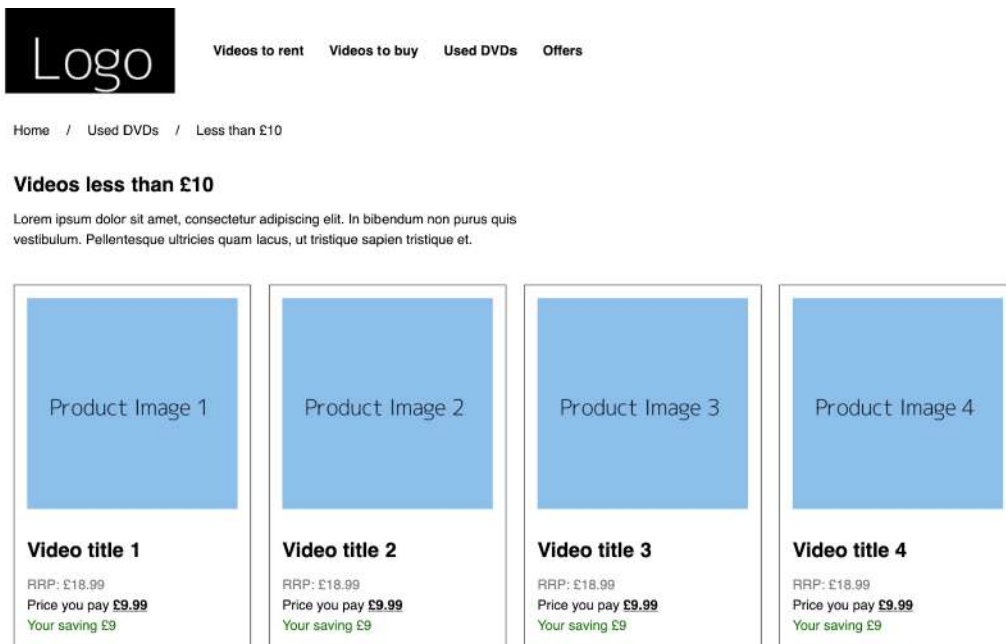 Logo
Videos to rent Videos to buy Used DVDs Offers
Home / Used DVDs / Less than £10
Videos less than £10
Lorem ipsum dolor sit amet, consectetur adipiscing elit. In bibendum non purus quis
vestibulum. Pellentesque ultricies quam lacus, ut tristique sapien tristique et.
Product Image 1
Video title 1
RRP: £18.99
Price you pay £9.99
Your saving £9
Product Image 2
Video title 2
RRP: £18.99
Price you pay £9.99
Your saving £9
Product Image 3
Video title 3
RRP: £18.99
Price you pay £9.99
Your saving £9
Product Image 4
Video title 4
RRP: £18.99
Price you pay £9.99
Your saving £9